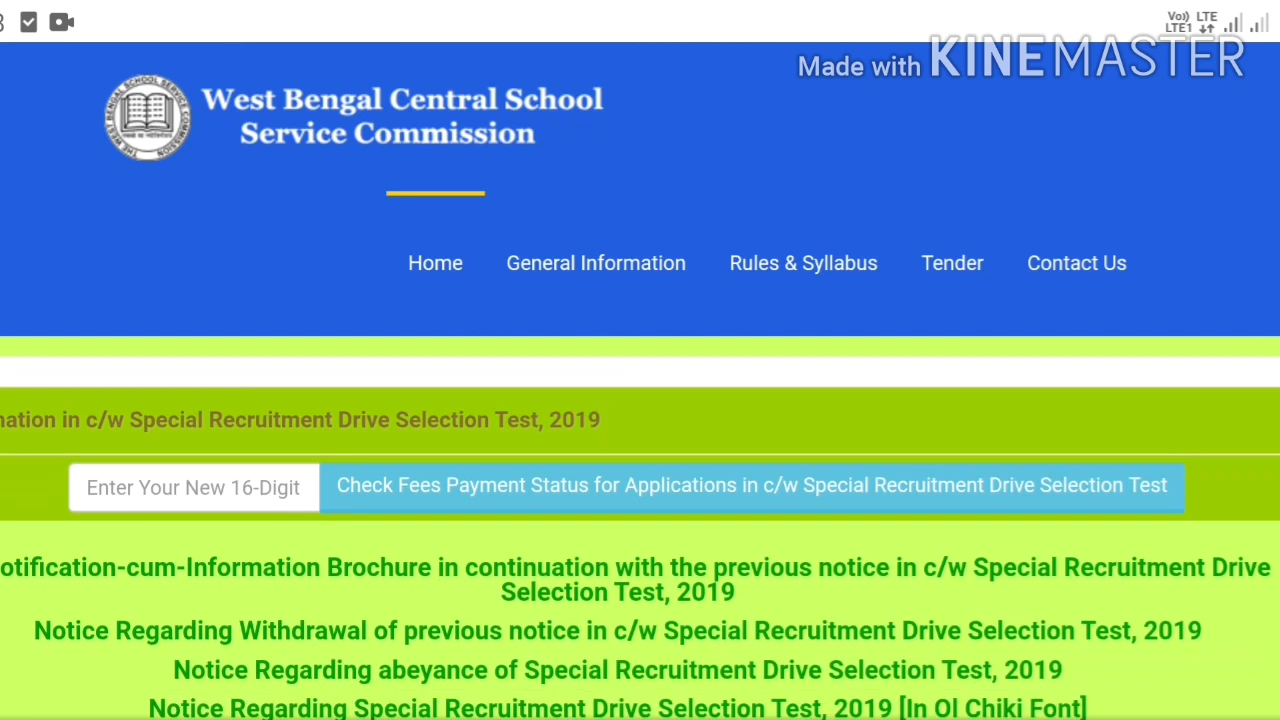 Vo)) LTE
LTE1
Made with KINEMASTER
West Bengal Central School
Service Commission
Home General Information Rules & Syllabus Tender Contact Us
in c/w Special Recruitment Drive Selection Test, 2019
Enter Your New 16-Digit Check Fees Payment Status for Applications in c/w Special Recruitment Drive Selection Test
otification-cum-Information Brochure in continuation with the previous notice in c/w Special Recruitment Drive
Selection Test, 2019
Notice Regarding Withdrawal of previous notice in c/w Special Recruitment Drive Selection Test, 2019
Notice Regarding abeyance of Special Recruitment Drive Selection Test, 2019
Notice Regarding Special Recruitment Drive Selection Test, 2019 [In Ol Chiki Font]